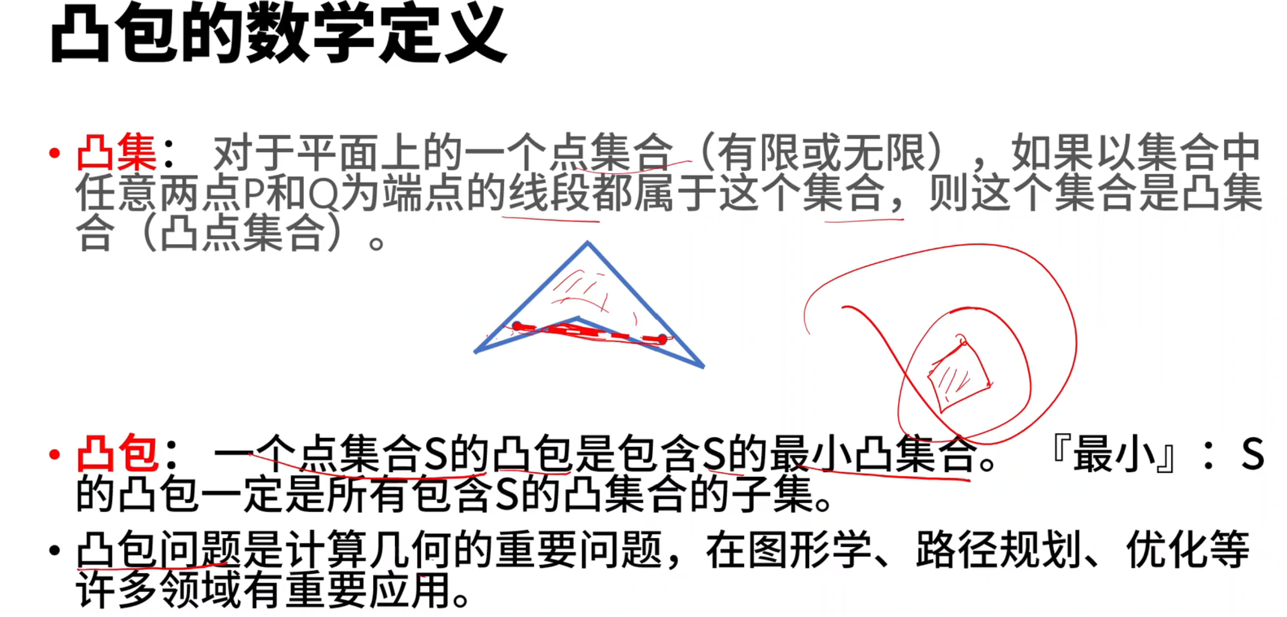 凸包的数学定义
• 凸集： 对于平面上的一个点集合（有限或无限），如果以集合中
任意两点P和Q为端点的线段都属于这个集合，则这个集合是凸集
合（凸点集合）。
• 凸包： 一个点集合S的凸包是包含S的最小凸集合。 『最小』：S
的凸包一定是所有包含S的凸集合的子集。
• 凸包问题是计算几何的重要问题，在图形学、路径规划、优化等
许多领域有重要应用。